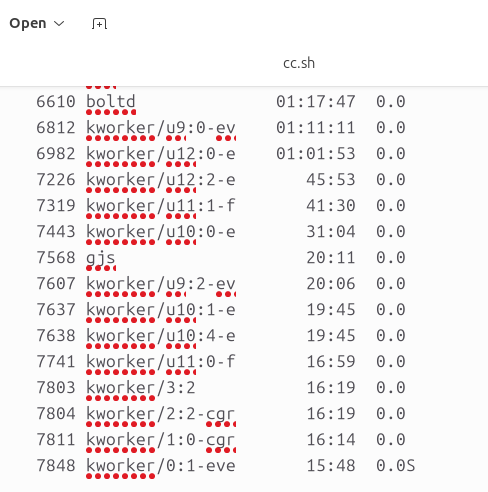 Open
cc.sh
6610 boltd 01:17:47 0.0
6812 kworker/u9:0-ev 01:11:11 0.0
6982 kworker/u12:0-e 01:01:53 0.0
7226 kworker/u12:2-e 45:53 0.0
7319 kworker/u11:1-f 41:30 0.0
7443 kworker/u10:0-e 31:04 0.0
7568 gjs 20:11 0.0
7607 kworker/u9:2-ev 20:06 0.0
7637 kworker/u10:1-e 19:45 0.0
7638 kworker/u10:4-e 19:45 0.0
7741 kworker/u11:0-f 16:59 0.0
7803 kworker/3:2 16:19 0.0
7804 kworker/2:2-cgr 16:19 0.0
7811 kworker/1:0-cgr 16:14 0.0
7848 kworker/0:1-eve 15:48 0.0S